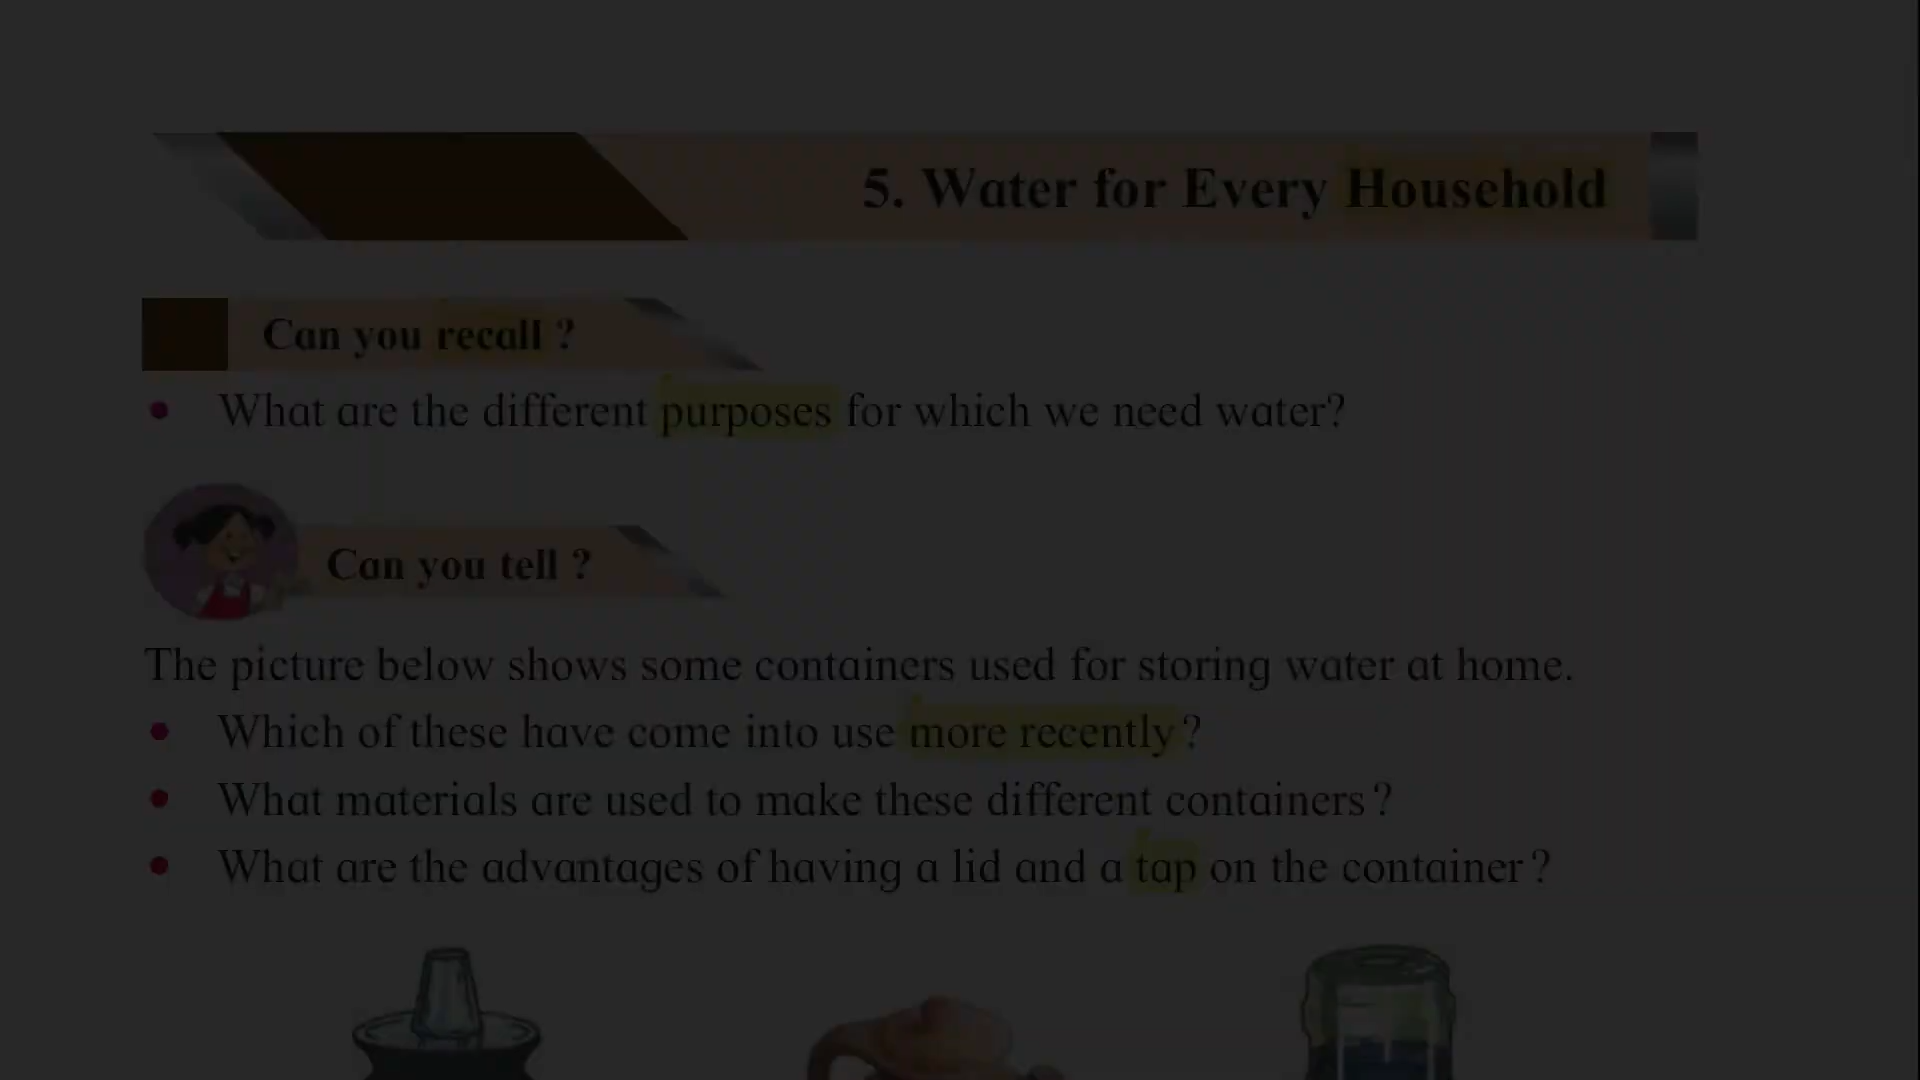 5. Water for Every Household
Can you recall ?
• What are the different purposes for which we need water?
Can you tell ?
The picture below shows some containers used for storing water at home.
• Which of these have come into use more recently ?
• What materials are used to make these different containers ?
• What are the advantages of having a lid and a tap on the container ?